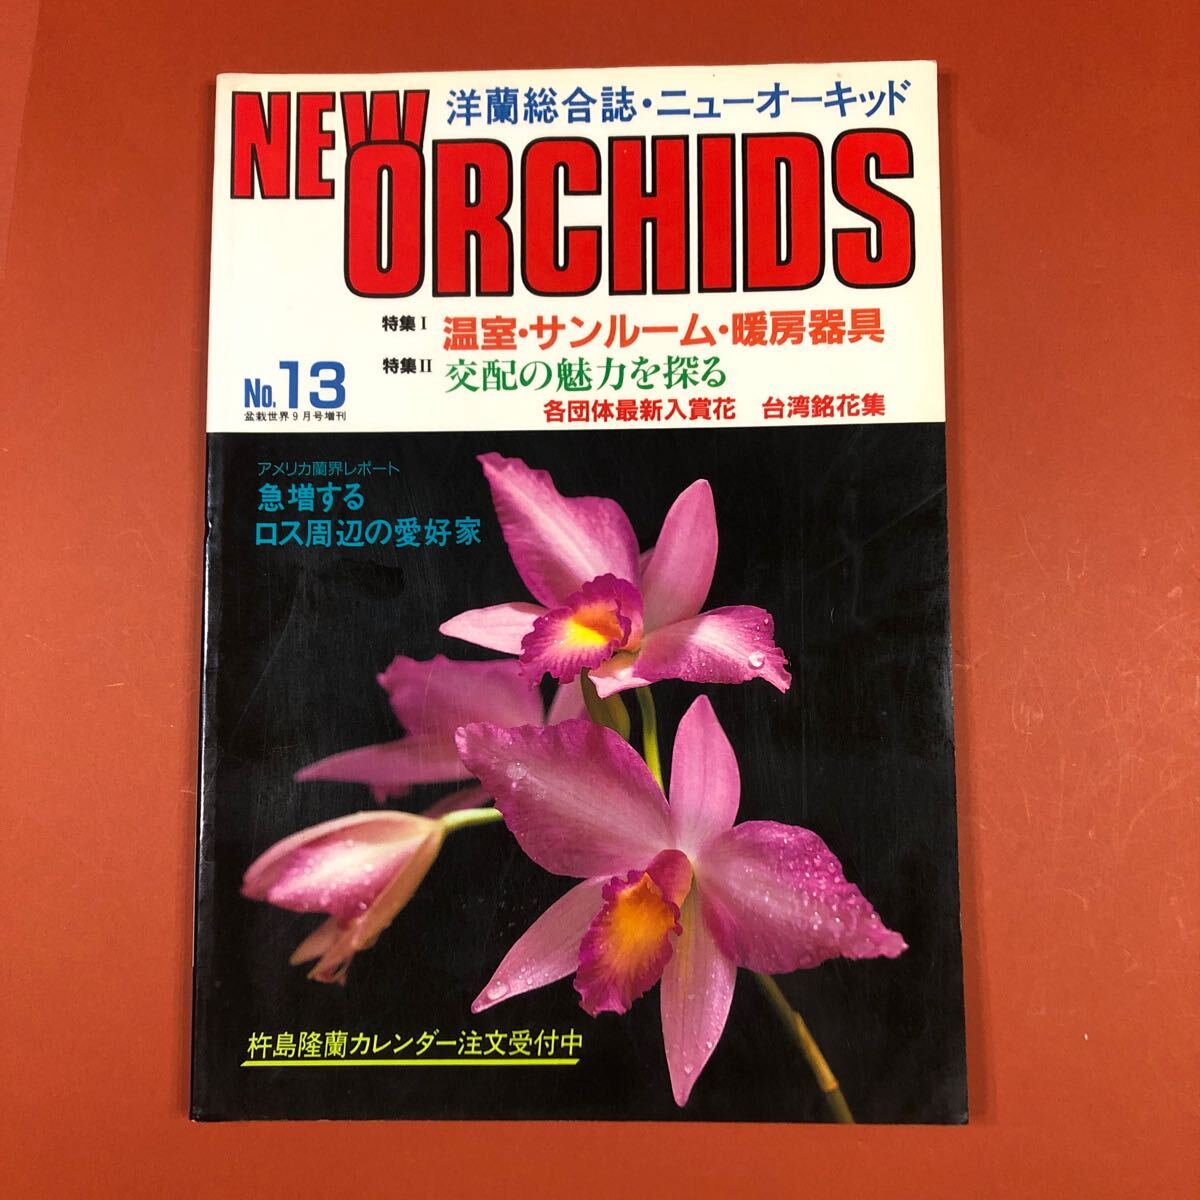 洋蘭総合誌・ニューオーキッド
NEW
ORCHIDS
特集Ⅰ 温室・サンルーム・暖房器具
特集Ⅱ 交配の魅力を探る
各団体最新入賞花 台湾銘花集
No.13
盆栽世界9月号増刊
アメリカ蘭界レポート
急増する
ロス周辺の愛好家
杵島隆蘭カレンダー注文受付中